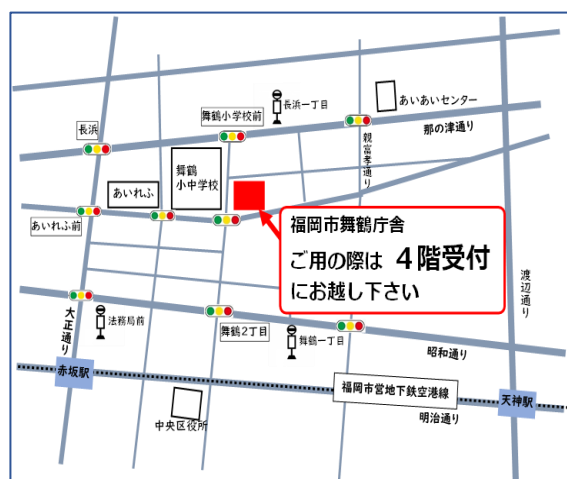 長浜一丁目
あいあいセンター
長浜
舞鶴小学校前
那の津通り
親富孝通り
舞鶴
小中学校
あいれふ
あいれふ前
福岡市舞鶴庁舎
ご用の際は 4階受付
にお越し下さい
渡辺通り
大正通り
法務局前
舞鶴2丁目
舞鶴一丁目
昭和通り
赤坂駅
福岡市営地下鉄空港線
天神駅
明治通り
中央区役所